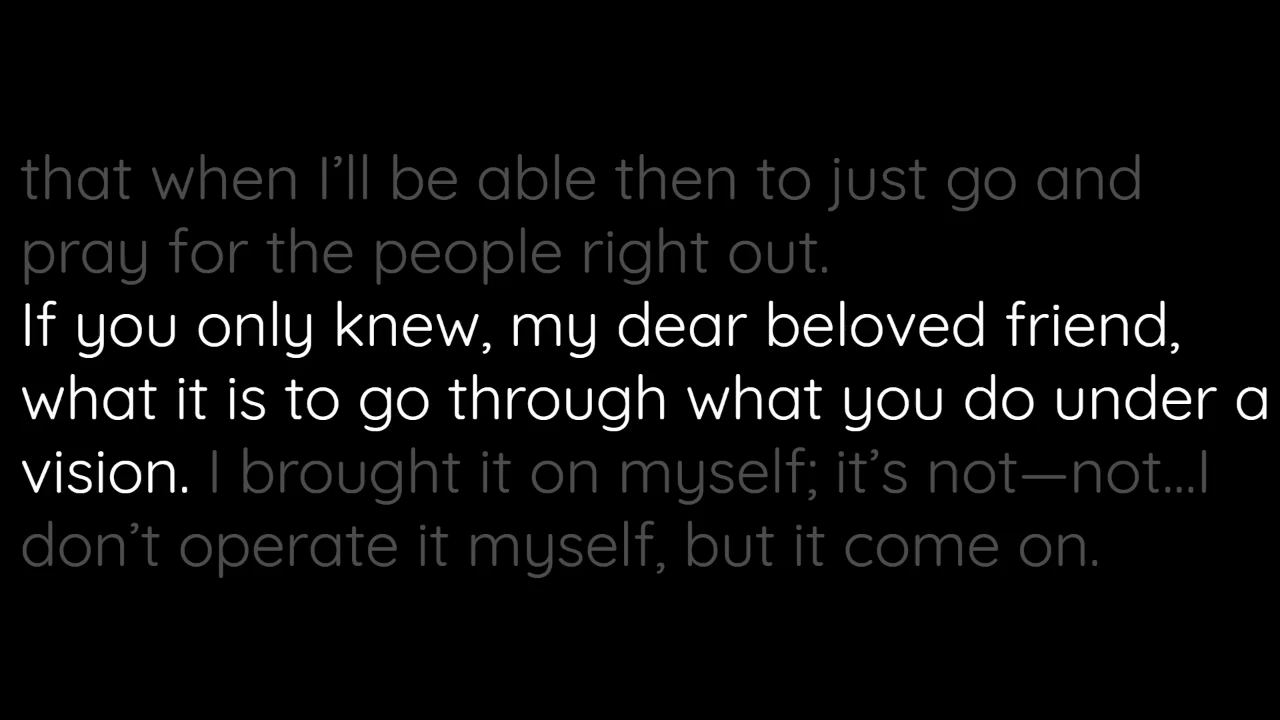 that when I’ll be able then to just go and
pray for the people right out.
If you only knew, my dear beloved friend,
what it is to go through what you do under a
vision. I brought it on myself; it’s not—not...I
don’t operate it myself, but it come on.